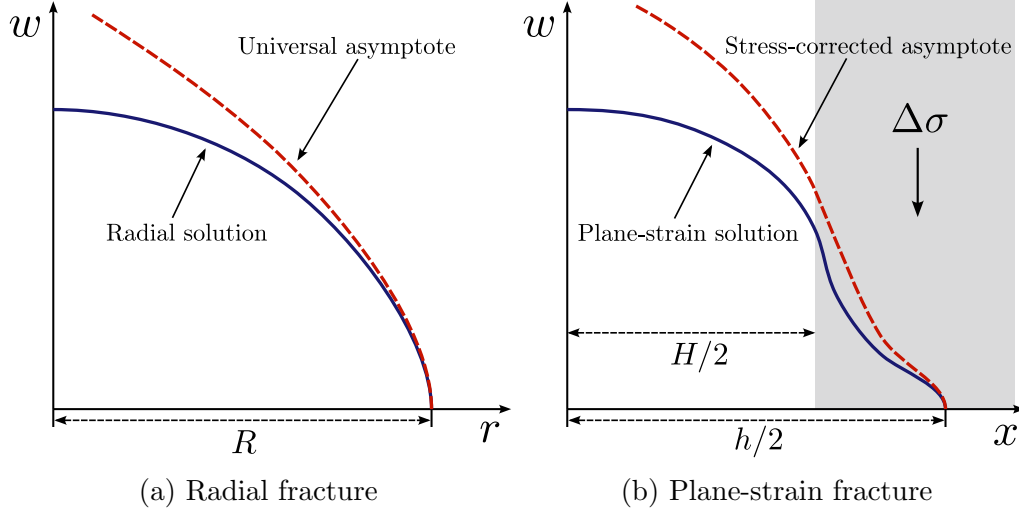 w
Universal asymptote
Radial solution
R
r
(a) Radial fracture
w
Stress-corrected asymptote
Δσ
Plane-strain solution
H/2
h/2
x
(b) Plane-strain fracture